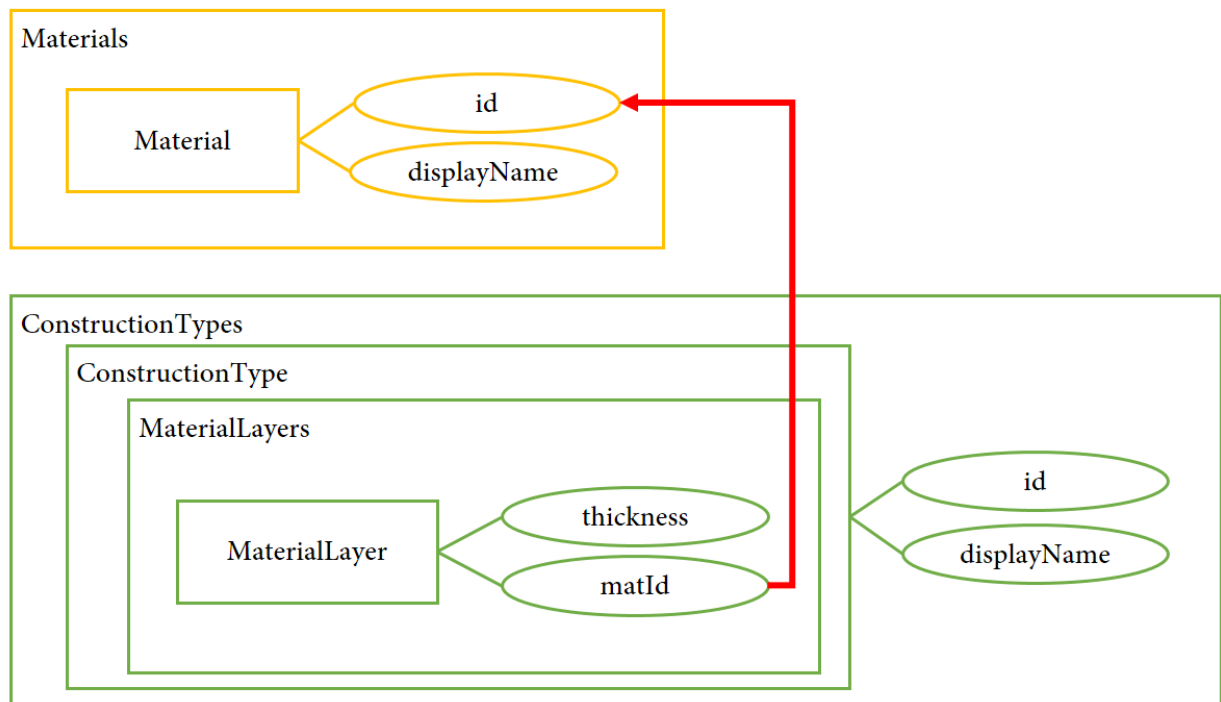 Materials
Material
id
displayName
ConstructionTypes
ConstructionType
MaterialLayers
MaterialLayer
thickness
matId
id
displayName